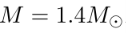 M = 1.4M⊙